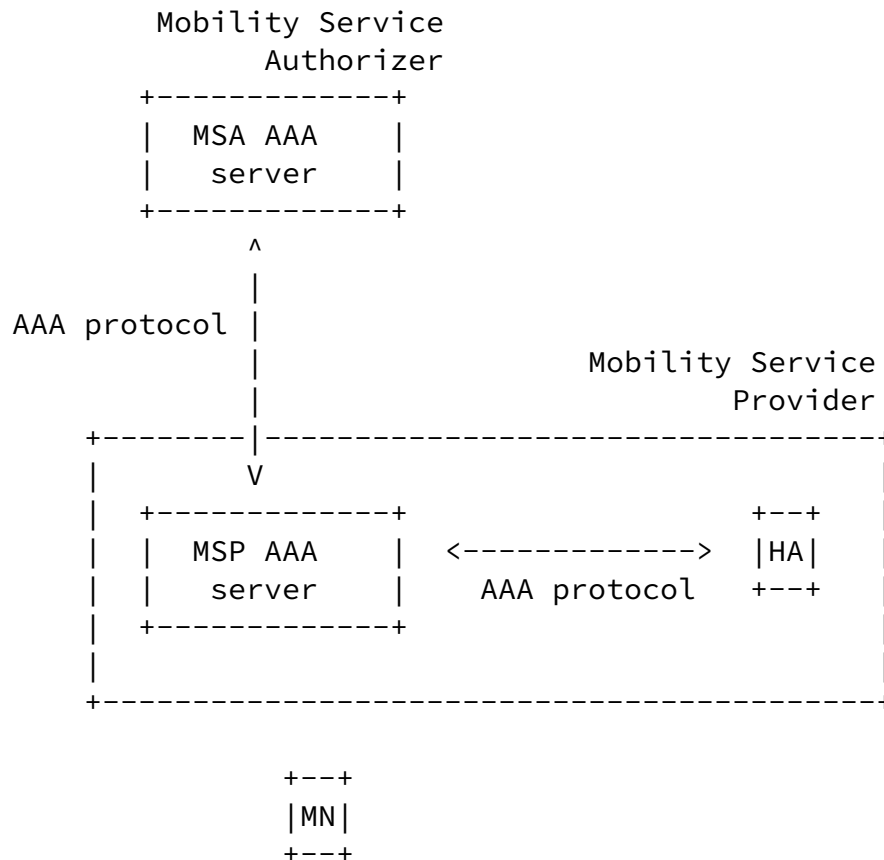 Mobility Service
Authorizer
MSA AAA
server
AAA protocol
Mobility Service
Provider
MSP AAA
server
HA
AAA protocol
MN